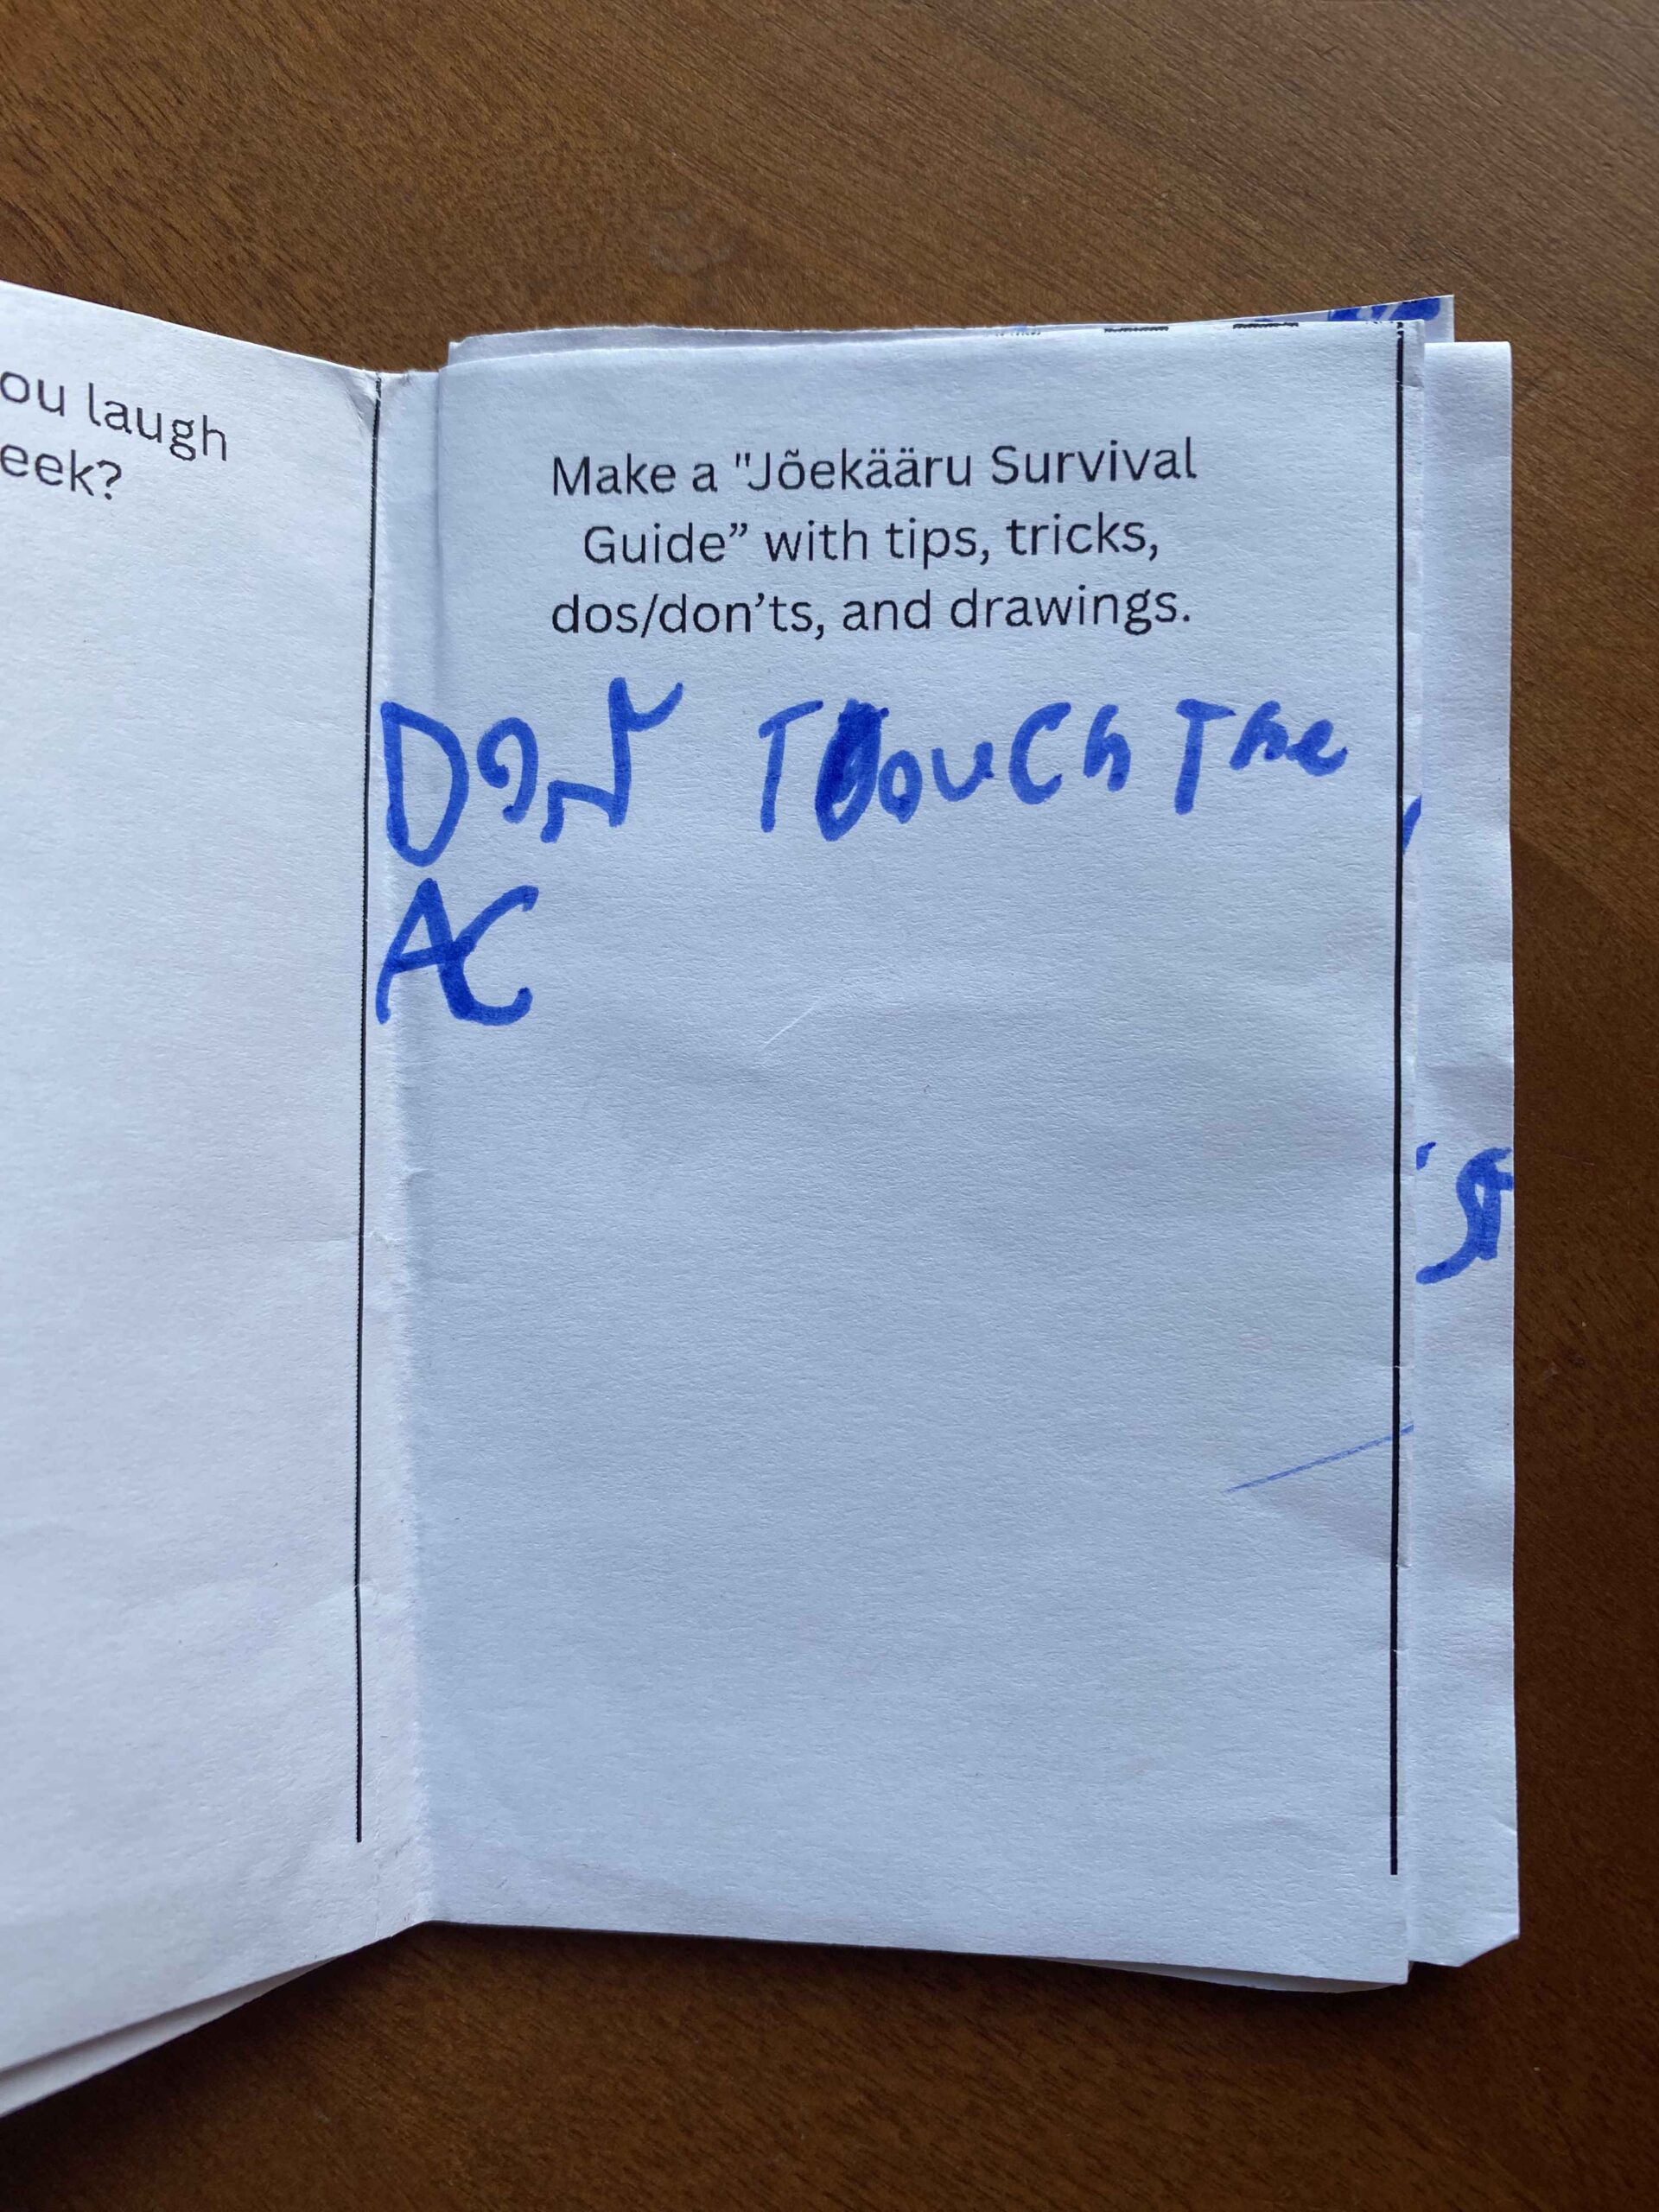 ou laugh
eek?
Make a "Jõekääru Survival
Guide” with tips, tricks,
dos/don’ts, and drawings.
DON'T TOUCH THE
AC